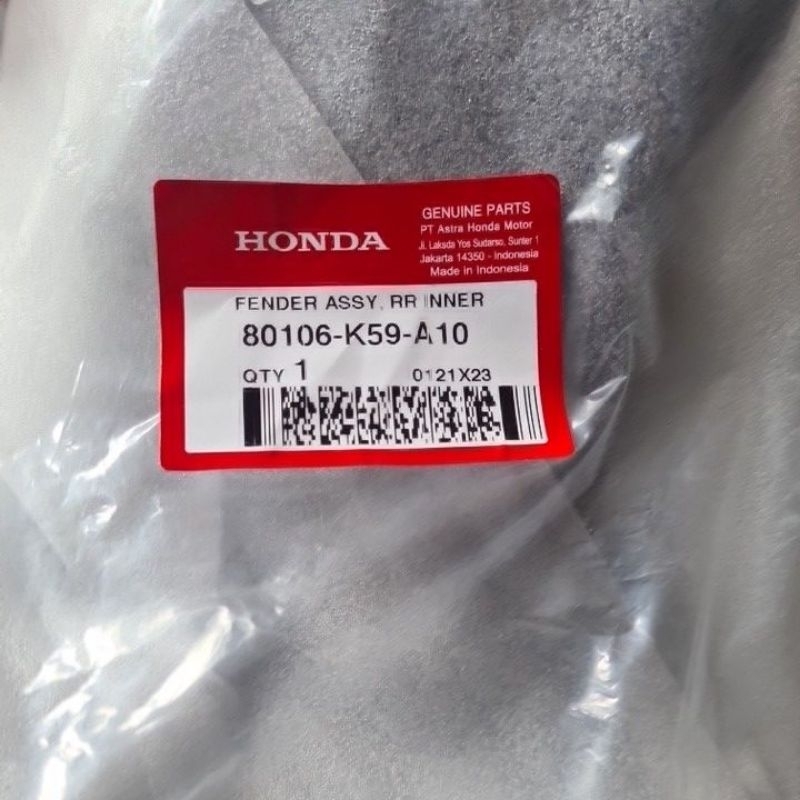 HONDA
GENUINE PARTS
PT Astra Honda Motor
Jl. Laksda Yos Sudarso, Sunter 1
Jakarta 14350 - Indonesia
Made in Indonesia
FENDER ASSY, RR INNER
80106-K59-A10
QTY 1 0121X23